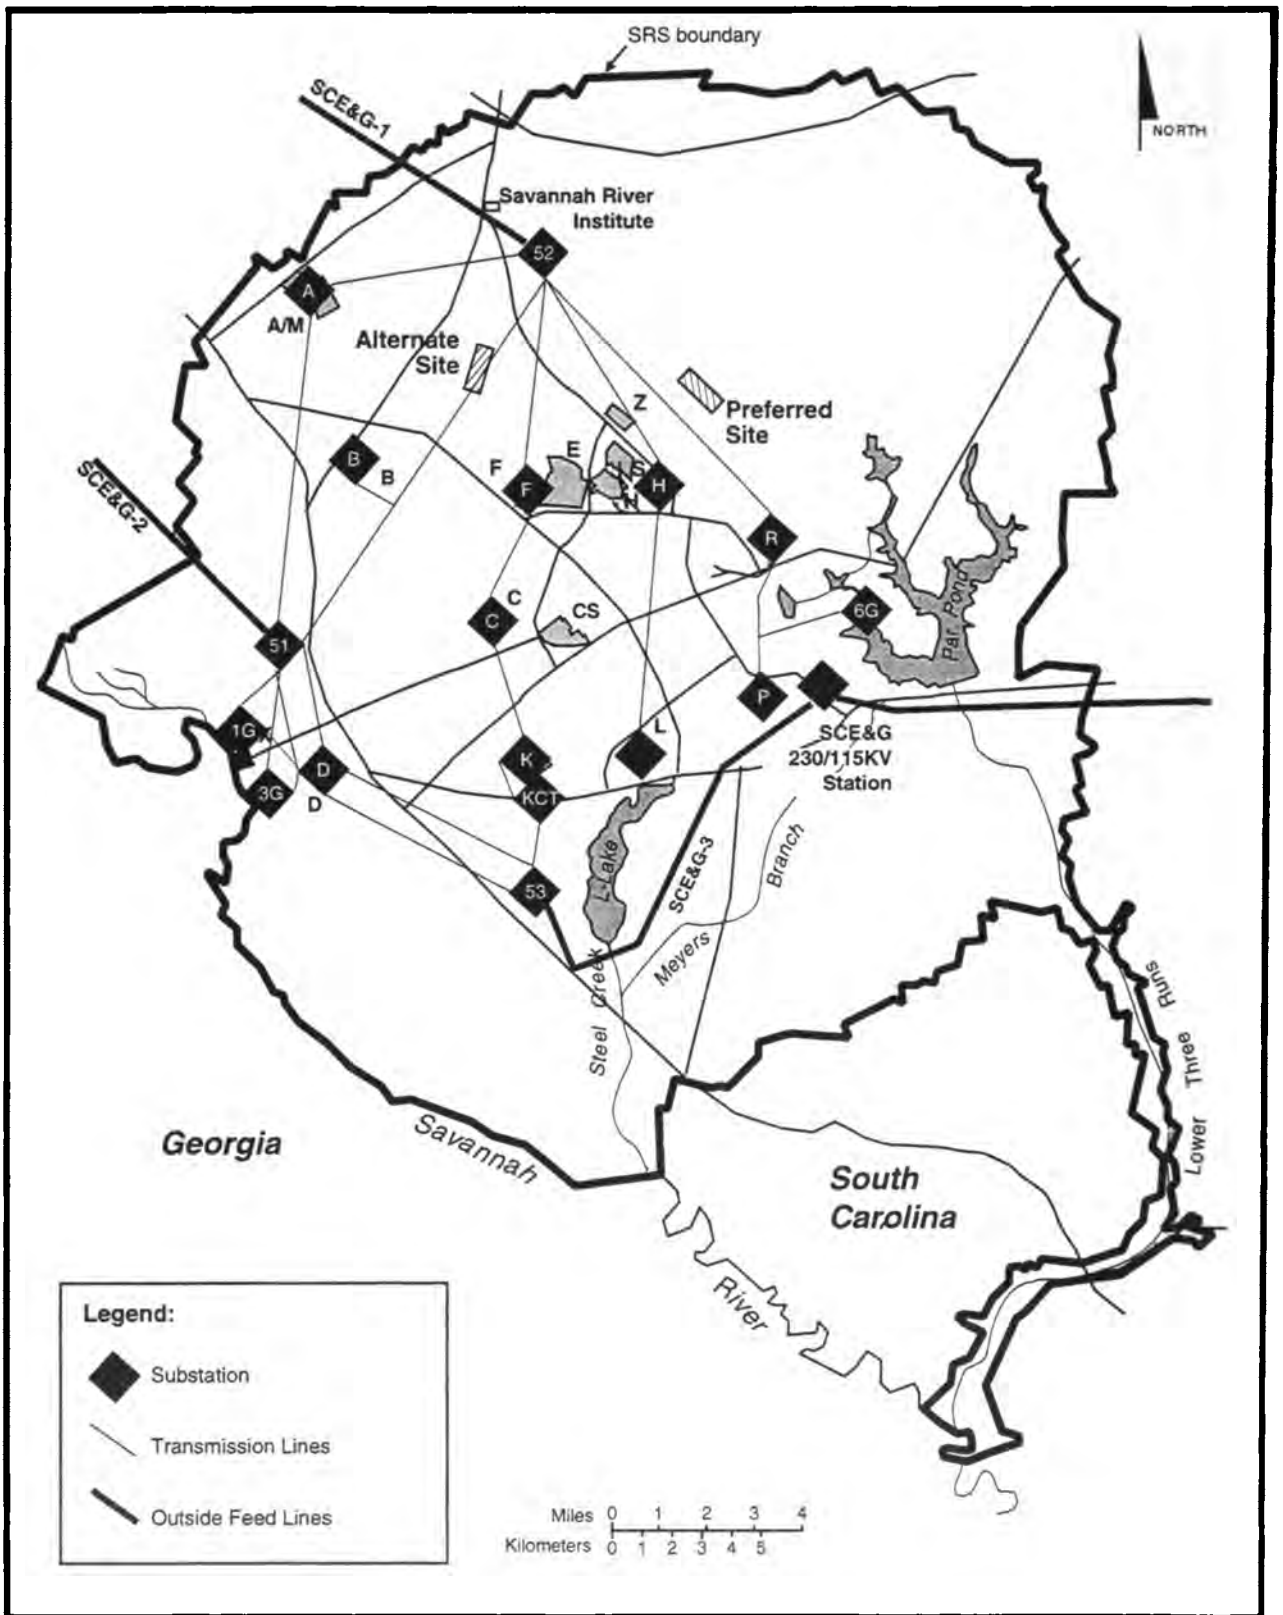 SRS boundary
SCE&G-1
NORTH
Savannah River
Institute
52
A
A/M
Alternate
Site
Z
Preferred
Site
B
B
E
F
F
S
H
H
SCE&G-2
R
C
C
CS
6G
Par Pond
51
1G
K
P
L
SCE&G
230/115KV
Station
D
3G
D
K
KCT
53
L-Lake
SCE&G-3
Branch
Meyers
Steel Creek
Lower Three Runs
Georgia
Savannah
River
South
Carolina
Legend:
Substation
Transmission Lines
Outside Feed Lines
Miles 0 1 2 3 4
Kilometers 0 1 2 3 4 5